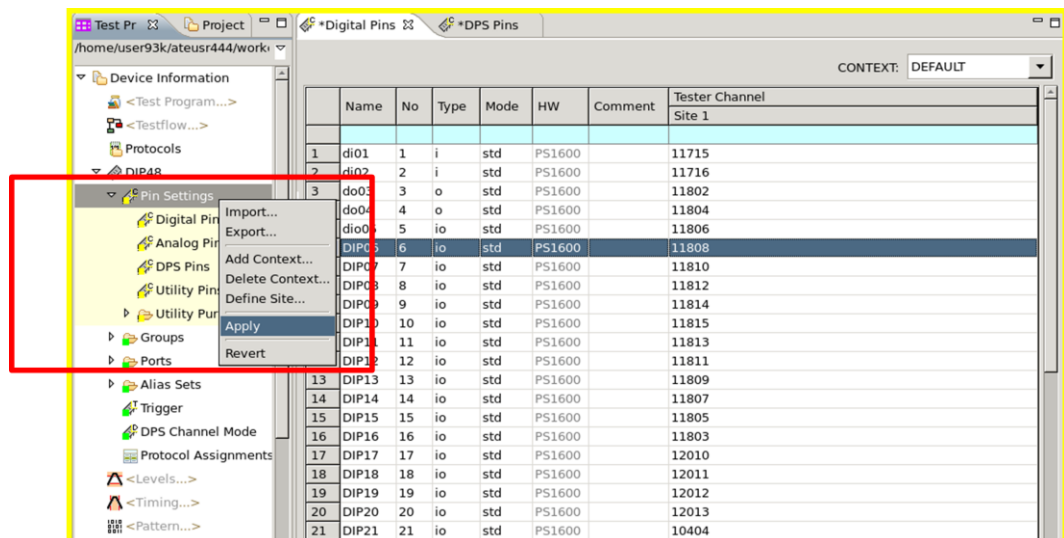 Test Pr Project
/home/user93k/ateusr444/work
Device Information
<Test Program...>
<Testflow...>
Protocols
DIP48
Pin Settings
Digital Pin
Analog Pin
DPS Pins
Utility Pins
Utility Pur
Groups
Ports
Alias Sets
Trigger
DPS Channel Mode
Protocol Assignments
<Levels...>
<Timing...>
<Pattern...>
Import...
Export...
Add Context...
Delete Context...
Define Site...
Apply
Revert
*Digital Pins *DPS Pins
CONTEXT: DEFAULT
Name No Type Mode HW Comment Tester Channel
Site 1
1 di01 1 i std PS1600 11715
2 di02 2 i std PS1600 11716
3 do03 3 o std PS1600 11802
do04 4 o std PS1600 11804
dio05 5 io std PS1600 11806
DIP06 6 io std PS1600 11808
DIP07 7 io std PS1600 11810
DIP08 8 io std PS1600 11812
DIP09 9 io std PS1600 11814
DIP10 10 io std PS1600 11815
DIP11 11 io std PS1600 11813
DIP12 12 io std PS1600 11811
13 DIP13 13 io std PS1600 11809
14 DIP14 14 io std PS1600 11807
15 DIP15 15 io std PS1600 11805
16 DIP16 16 io std PS1600 11803
17 DIP17 17 io std PS1600 12010
18 DIP18 18 io std PS1600 12011
19 DIP19 19 io std PS1600 12012
20 DIP20 20 io std PS1600 12013
21 DIP21 21 io std PS1600 10404